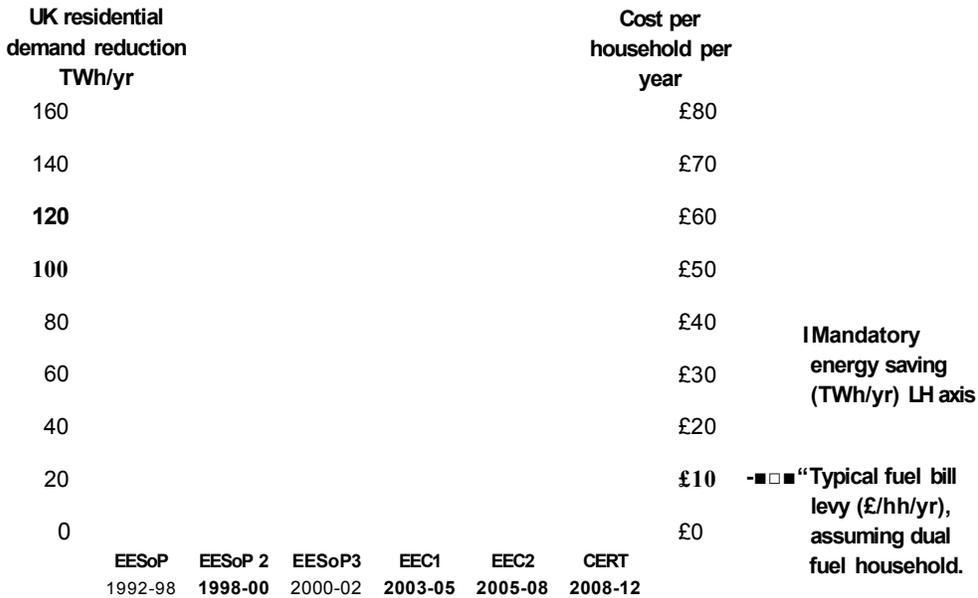 UK residential
demand reduction
TWh/yr
160
140
120
100
80
60
40
20
0
Cost per
household per
year
£80
£70
£60
£50
£40
£30
£20
£10
£0
I Mandatory
energy saving
(TWh/yr) LH axis
-■□■“Typical fuel bill
levy (£/hh/yr),
assuming dual
fuel household.
EESoP EESoP 2 EESoP3 EEC1 EEC2 CERT
1992-98 1998-00 2000-02 2003-05 2005-08 2008-12